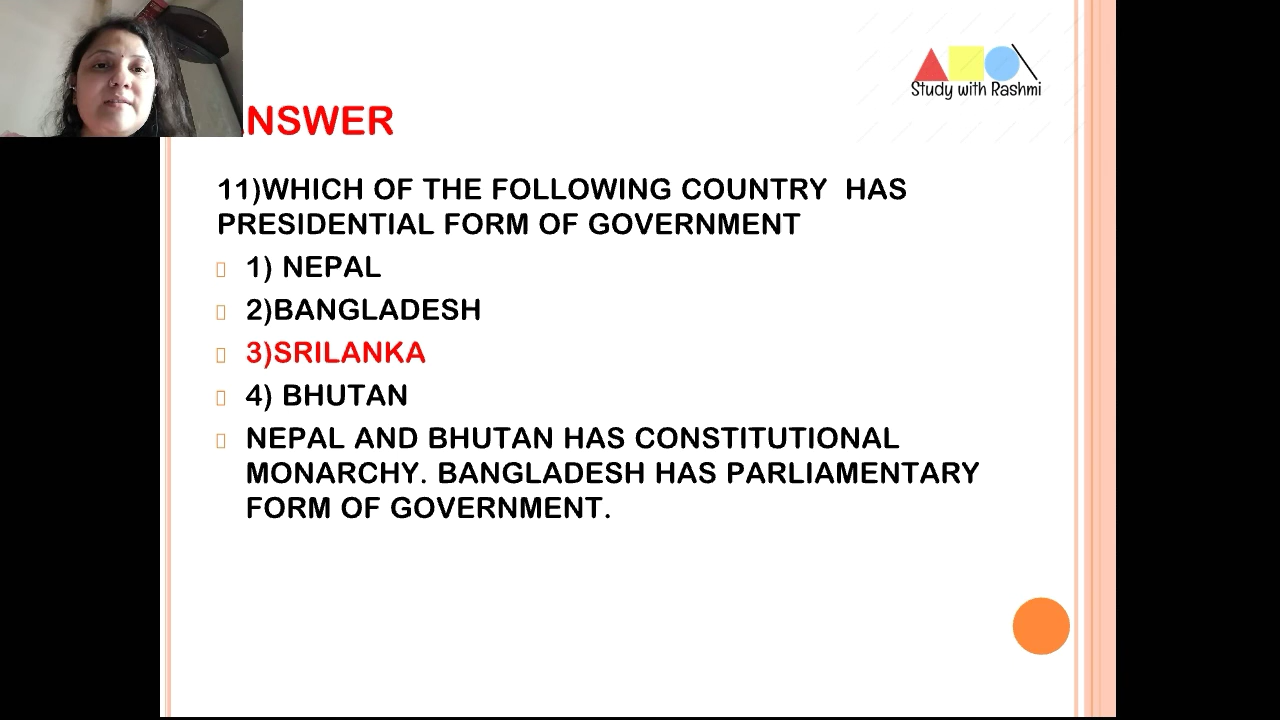 Study with Rashmi
NSWER
11)WHICH OF THE FOLLOWING COUNTRY HAS
PRESIDENTIAL FORM OF GOVERNMENT
1) NEPAL
2)BANGLADESH
3)SRILANKA
4) BHUTAN
NEPAL AND BHUTAN HAS CONSTITUTIONAL
MONARCHY. BANGLADESH HAS PARLIAMENTARY
FORM OF GOVERNMENT.